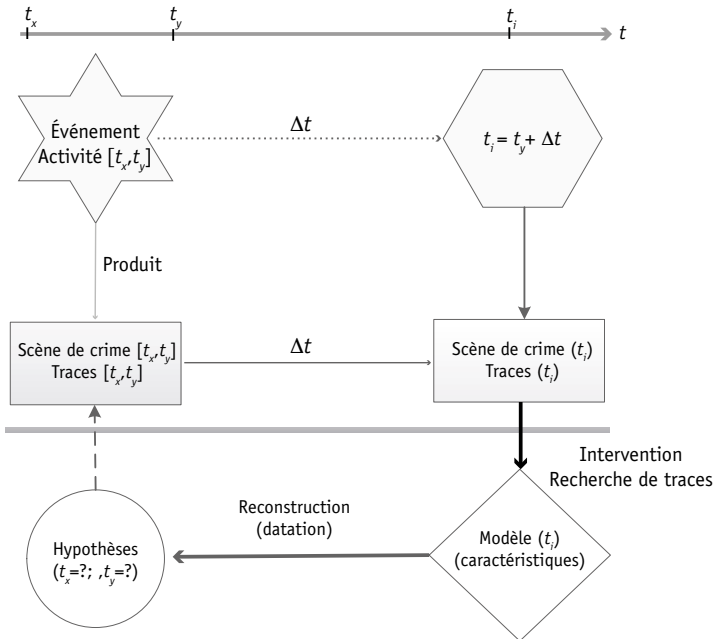 t_x t_y t_i t
Événement
Activité [t_x,t_y]
Δt
t_i = t_y + Δt
Produit
Scène de crime [t_x,t_y]
Traces [t_x,t_y]
Δt
Scène de crime (t_i)
Traces (t_i)
Intervention
Recherche de traces
Reconstruction
(datation)
Modèle (t_i)
(caractéristiques)
Hypothèses
(t_x=?; ,t_y=?)